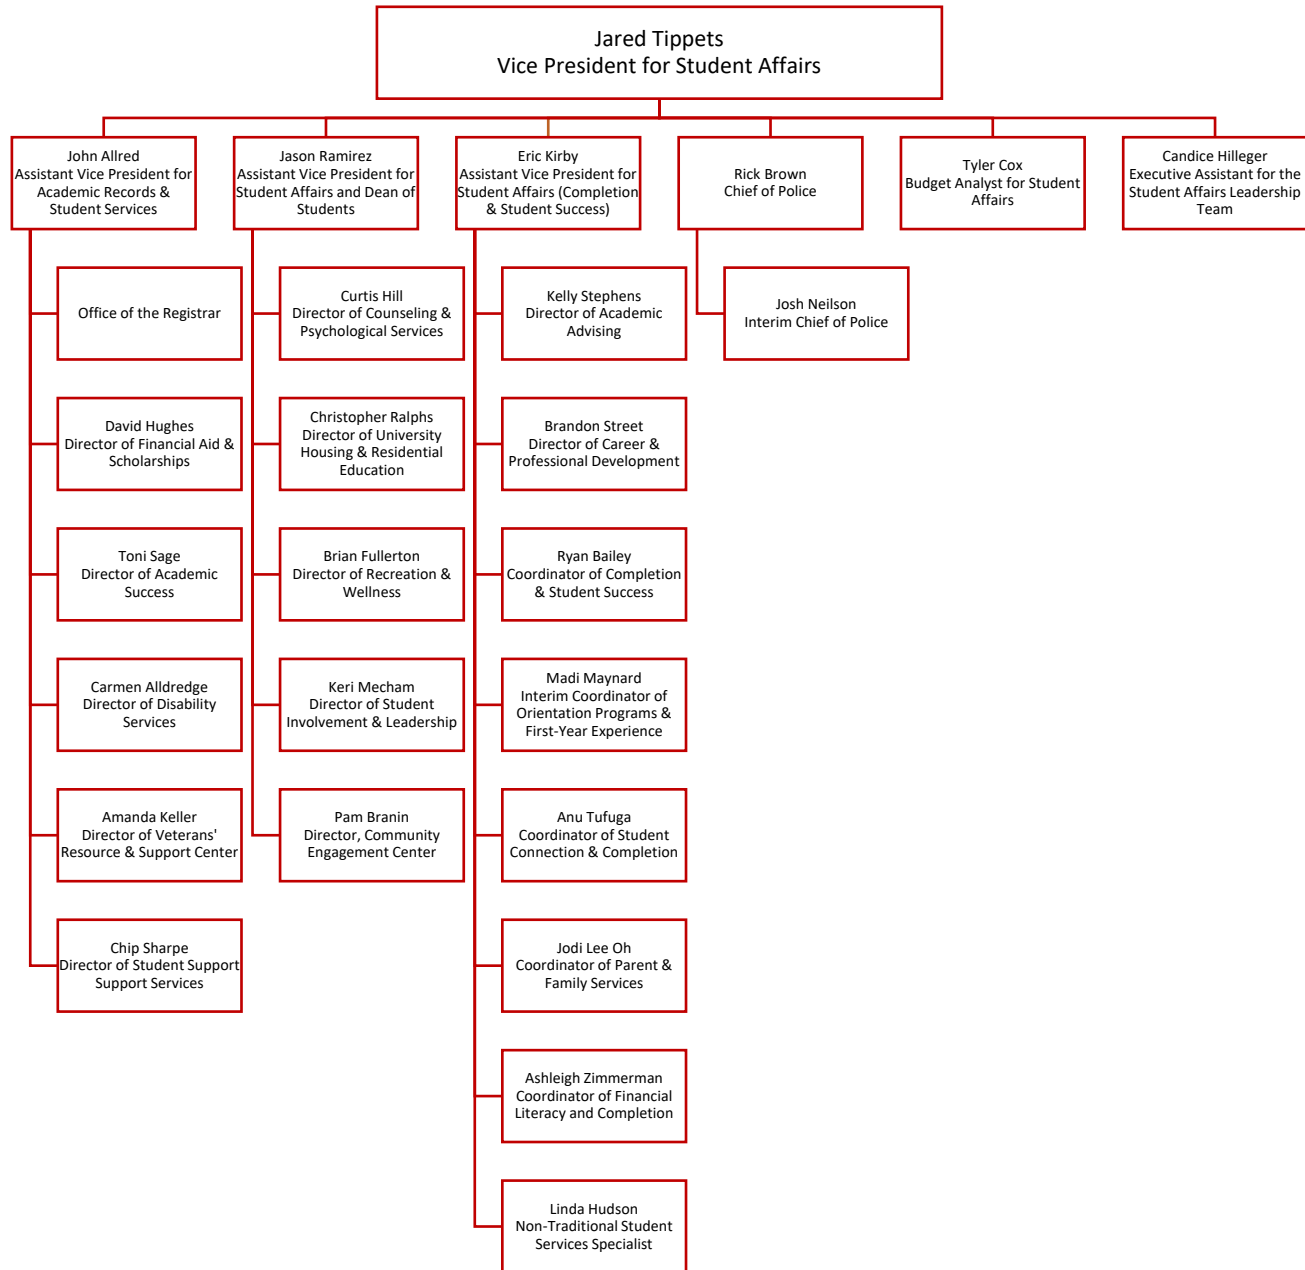 Jared Tippets
Vice President for Student Affairs
John Allred
Assistant Vice President for
Academic Records &
Student Services
Jason Ramirez
Assistant Vice President for
Student Affairs and Dean of
Students
Eric Kirby
Assistant Vice President for
Student Affairs (Completion
& Student Success)
Rick Brown
Chief of Police
Tyler Cox
Budget Analyst for Student
Affairs
Candice Hilleger
Executive Assistant for the
Student Affairs Leadership
Team
Office of the Registrar
Curtis Hill
Director of Counseling &
Psychological Services
Kelly Stephens
Director of Academic
Advising
Josh Neilson
Interim Chief of Police
David Hughes
Director of Financial Aid &
Scholarships
Christopher Ralphs
Director of University
Housing & Residential
Education
Brandon Street
Director of Career &
Professional Development
Toni Sage
Director of Academic
Success
Brian Fullerton
Director of Recreation &
Wellness
Ryan Bailey
Coordinator of Completion
& Student Success
Carmen Alldredge
Director of Disability
Services
Keri Mecham
Director of Student
Involvement & Leadership
Madi Maynard
Interim Coordinator of
Orientation Programs &
First-Year Experience
Amanda Keller
Director of Veterans'
Resource & Support Center
Pam Branin
Director, Community
Engagement Center
Anu Tufuga
Coordinator of Student
Connection & Completion
Chip Sharpe
Director of Student Support
Support Services
Jodi Lee Oh
Coordinator of Parent &
Family Services
Ashleigh Zimmerman
Coordinator of Financial
Literacy and Completion
Linda Hudson
Non-Traditional Student
Services Specialist